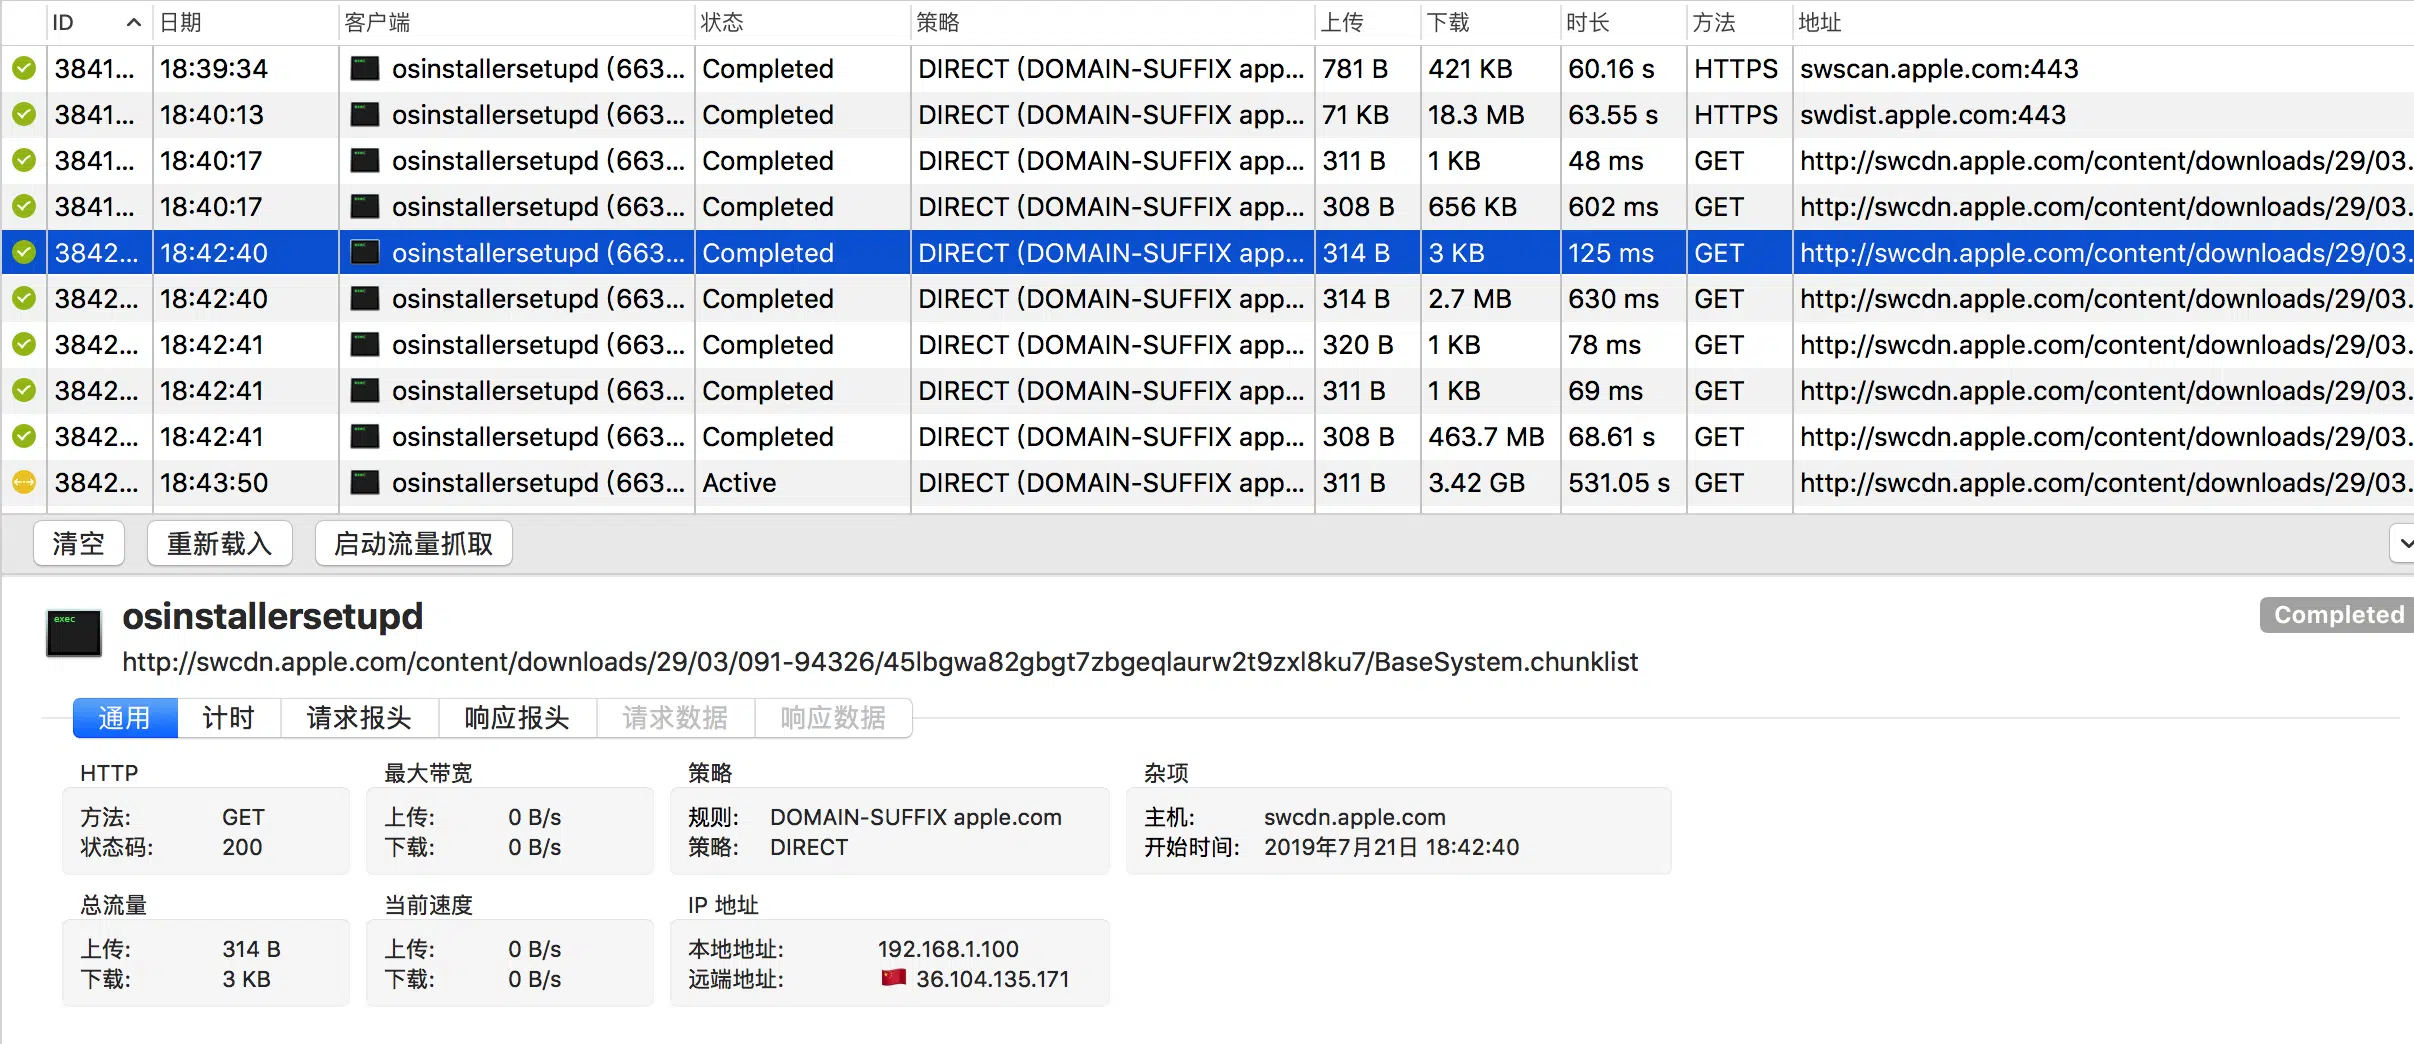 ID 日期 客户端 状态 策略 上传 下载 时长 方法 地址
3841... 18:39:34 osinstallersetupd (663... Completed DIRECT (DOMAIN-SUFFIX app... 781 B 421 KB 60.16 s HTTPS swscan.apple.com:443
3841... 18:40:13 osinstallersetupd (663... Completed DIRECT (DOMAIN-SUFFIX app... 71 KB 18.3 MB 63.55 s HTTPS swdist.apple.com:443
3841... 18:40:17 osinstallersetupd (663... Completed DIRECT (DOMAIN-SUFFIX app... 311 B 1 KB 48 ms GET http://swcdn.apple.com/content/downloads/29/03.
3841... 18:40:17 osinstallersetupd (663... Completed DIRECT (DOMAIN-SUFFIX app... 308 B 656 KB 602 ms GET http://swcdn.apple.com/content/downloads/29/03.
3842... 18:42:40 osinstallersetupd (663... Completed DIRECT (DOMAIN-SUFFIX app... 314 B 3 KB 125 ms GET http://swcdn.apple.com/content/downloads/29/03.
3842... 18:42:40 osinstallersetupd (663... Completed DIRECT (DOMAIN-SUFFIX app... 314 B 2.7 MB 630 ms GET http://swcdn.apple.com/content/downloads/29/03.
3842... 18:42:41 osinstallersetupd (663... Completed DIRECT (DOMAIN-SUFFIX app... 320 B 1 KB 78 ms GET http://swcdn.apple.com/content/downloads/29/03.
3842... 18:42:41 osinstallersetupd (663... Completed DIRECT (DOMAIN-SUFFIX app... 311 B 1 KB 69 ms GET http://swcdn.apple.com/content/downloads/29/03.
3842... 18:42:41 osinstallersetupd (663... Completed DIRECT (DOMAIN-SUFFIX app... 308 B 463.7 MB 68.61 s GET http://swcdn.apple.com/content/downloads/29/03.
3842... 18:43:50 osinstallersetupd (663... Active DIRECT (DOMAIN-SUFFIX app... 311 B 3.42 GB 531.05 s GET http://swcdn.apple.com/content/downloads/29/03.
清空 重新载入 启动流量抓取
exec osinstallersetupd Completed
http://swcdn.apple.com/content/downloads/29/03/091-94326/45lbgwa82gbgt7zbgeqlaurw2t9zxl8ku7/BaseSystem.chunklist
通用 计时 请求报头 响应报头 请求数据 响应数据
HTTP 最大带宽 策略 杂项
方法: GET 上传: 0 B/s 规则: DOMAIN-SUFFIX apple.com 主机: swcdn.apple.com
状态码: 200 下载: 0 B/s 策略: DIRECT 开始时间: 2019年7月21日 18:42:40
总流量 当前速度 IP 地址
上传: 314 B 上传: 0 B/s 本地地址: 192.168.1.100
下载: 3 KB 下载: 0 B/s 远端地址: 36.104.135.171